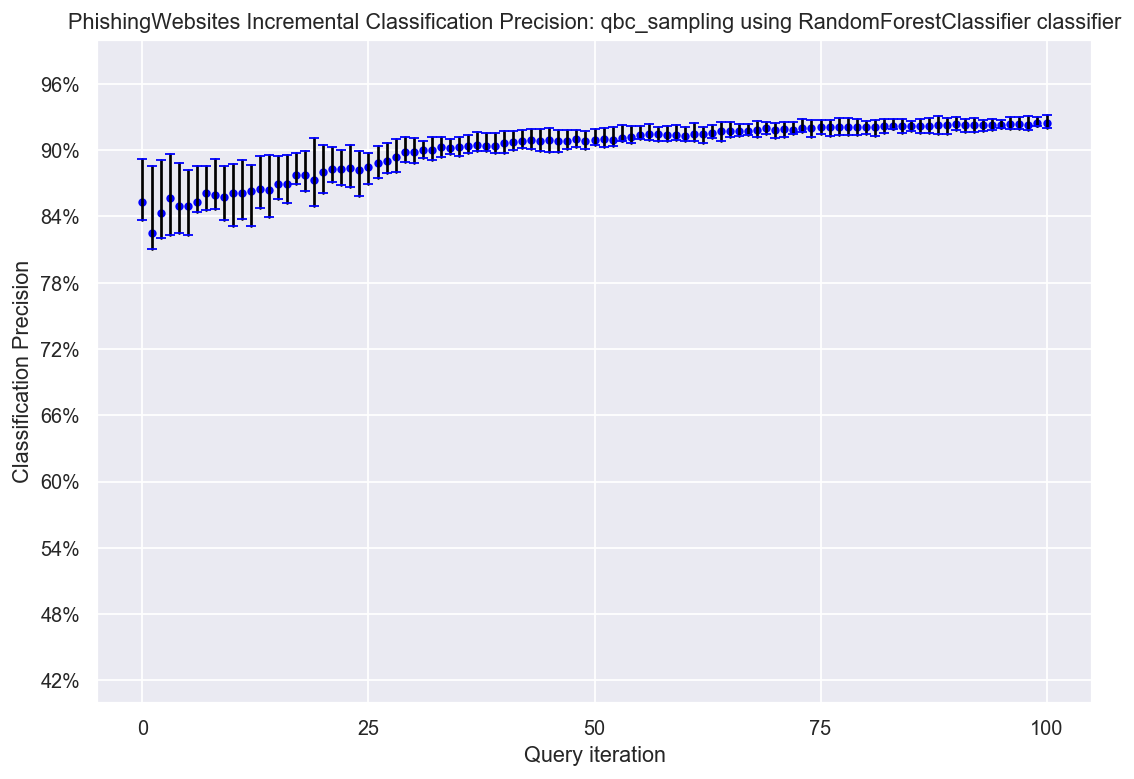 PhishingWebsites Incremental Classification Precision: qbc_sampling using RandomForestClassifier classifier
96%
90%
84%
78%
72%
66%
60%
54%
48%
42%
Classification Precision
0 25 50 75 100
Query iteration